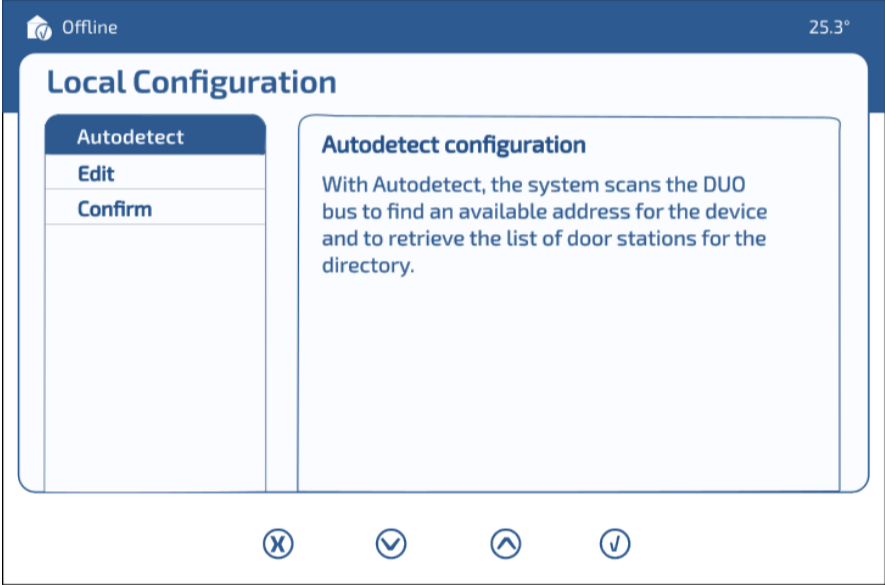 Offline
25.3°
Local Configuration
Autodetect
Edit
Confirm
Autodetect configuration
With Autodetect, the system scans the DUO
bus to find an available address for the device
and to retrieve the list of door stations for the
directory.